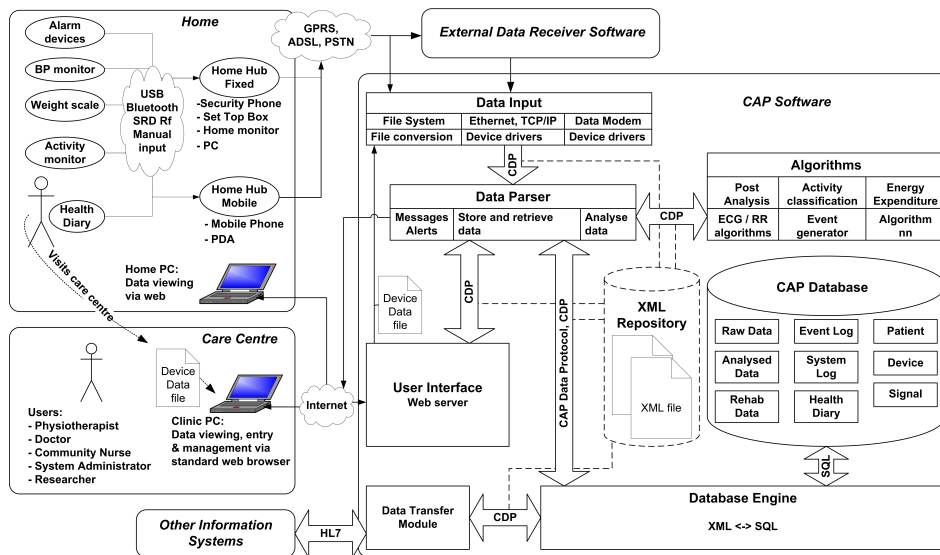 Home
Alarm
devices
BP monitor
Weight scale
Activity
monitor
Health
Diary
USB
Bluetooth
SRD Rf
Manual
input
Home Hub
Fixed
-Security Phone
- Set Top Box
- Home monitor
- PC
Home Hub
Mobile
- Mobile Phone
- PDA
Home PC:
Data viewing
via web
Visits care centre
GPRS,
ADSL, PSTN
External Data Receiver Software
CAP Software
Data Input
File System
Ethernet, TCP/IP
Data Modem
File conversion
Device drivers
Device drivers
CDP
Data Parser
Messages
Alerts
Store and retrieve
data
Analyse
data
CDP
Algorithms
Post
Analysis
Activity
classification
Energy
Expenditure
ECG / RR
algorithms
Event
generator
Algorithm
nn
Device
Data
file
CDP
CAP Data Protocol, CDP
XML
Repository
XML file
CAP Database
Raw Data
Event Log
Patient
Analysed
Data
System
Log
Device
Rehab
Data
Health
Diary
Signal
SQL
Care Centre
Users:
- Physiotherapist
- Doctor
- Community Nurse
- System Administrator
- Researcher
Device
Data
file
Clinic PC:
Data viewing, entry
& management via
standard web browser
Internet
User Interface
Web server
Other Information
Systems
HL7
Data Transfer
Module
CDP
Database Engine
XML <-> SQL